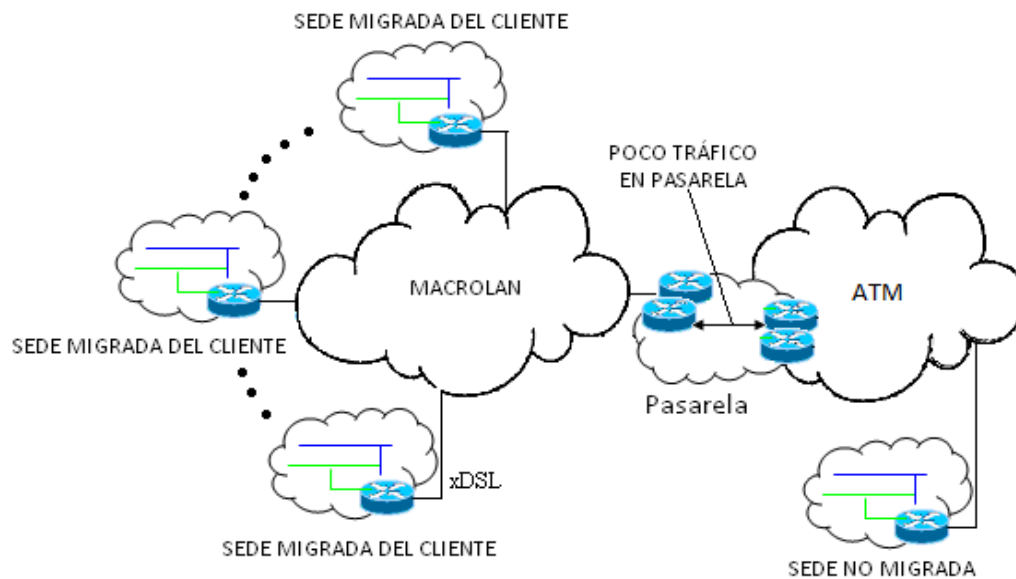 SEDE MIGRADA DEL CLIENTE
POCO TRÁFICO
EN PASARELA
MACROLAN
ATM
SEDE MIGRADA DEL CLIENTE
Pasarela
xDSL
SEDE MIGRADA DEL CLIENTE
SEDE NO MIGRADA